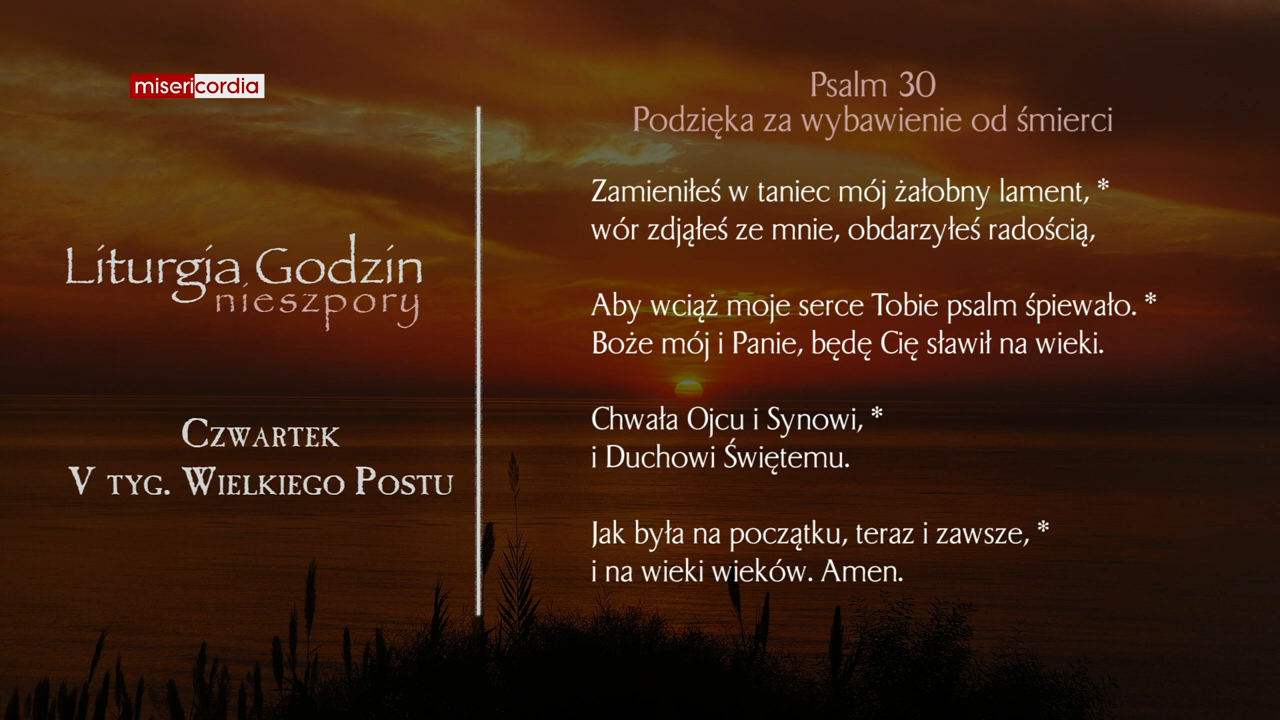 misericordia
Liturgia Godzin
nieszpory
Czwartek
V tyg. Wielkiego Postu
Psalm 30
Podzięka za wybawienie od śmierci
Zamieniłeś w taniec mój żałobny lament, *
wór zdjąłeś ze mnie, obdarzyłeś radością,
Aby wciąż moje serce Tobie psalm śpiewało. *
Boże mój i Panie, będę Cię sławił na wieki.
Chwała Ojcu i Synowi, *
i Duchowi Świętemu.
Jak była na początku, teraz i zawsze, *
i na wieki wieków. Amen.